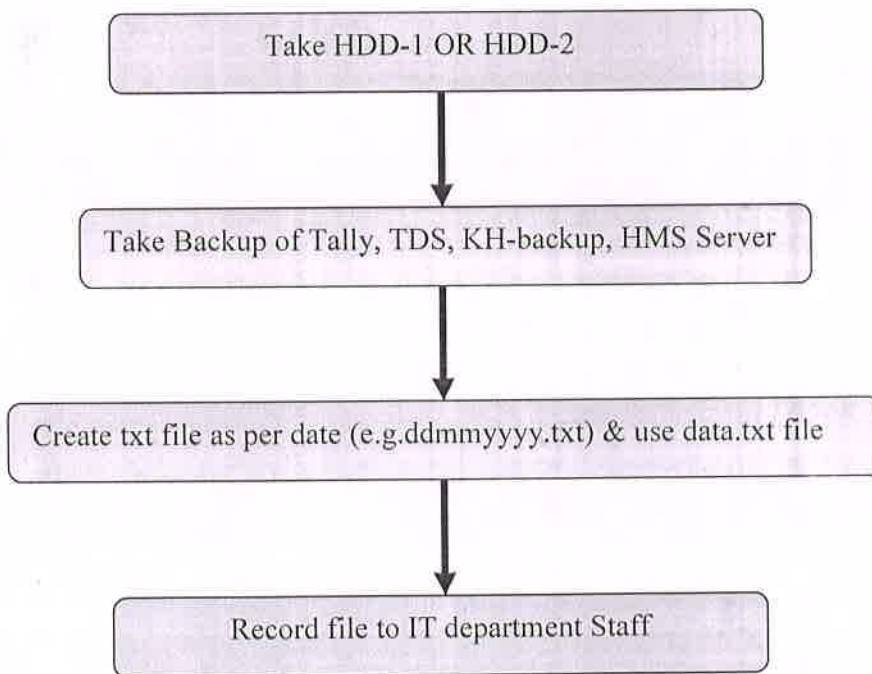 Take HDD-1 OR HDD-2
Take Backup of Tally, TDS, KH-backup, HMS Server
Create txt file as per date (e.g.ddmmyyyy.txt) & use data.txt file
Record file to IT department Staff